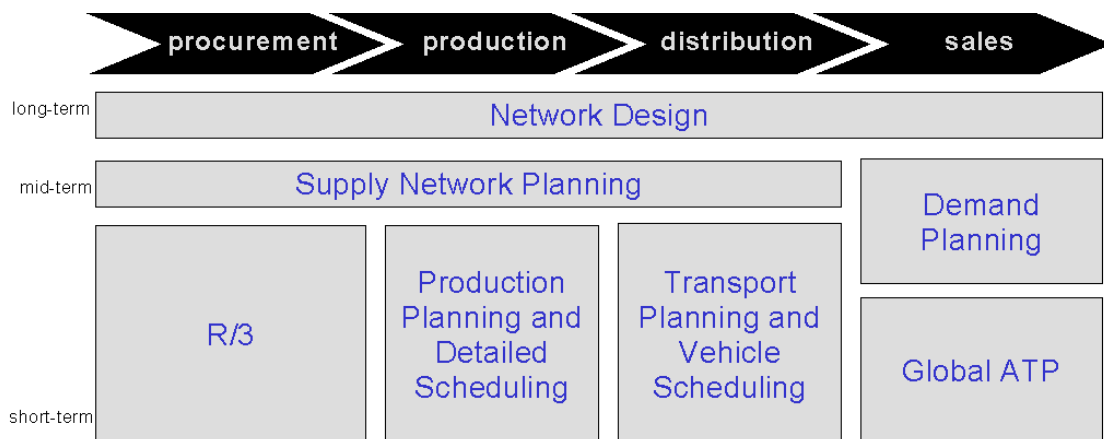 procurement
production
distribution
sales
long-term
Network Design
mid-term
Supply Network Planning
Demand
Planning
R/3
Production
Planning and
Detailed
Scheduling
Transport
Planning and
Vehicle
Scheduling
Global ATP
short-term